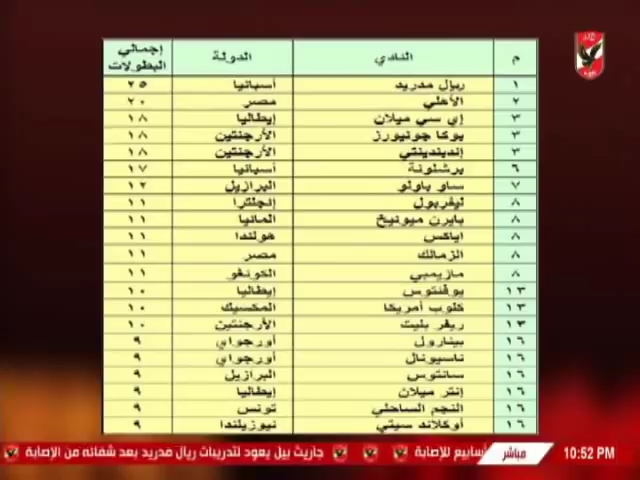 م النادي الدولة إجمالي البطولات
١ ريال مدريد أسبانيا ٢٥
٢ الأهلي مصر ٢٠
٣ إي سي ميلان إيطاليا ١٨
٣ بوكا جونيورز الأرجنتين ١٨
٣ إندبندينتي الأرجنتين ١٨
٦ برشلونة أسبانيا ١٧
٧ ساو باولو البرازيل ١٢
٨ ليفربول إنجلترا ١١
٨ بايرن ميونيخ المانيا ١١
٨ اياكس هولندا ١١
٨ الزمالك مصر ١١
٨ مازيمبي الكونغو ١١
١٣ يوفنتوس إيطاليا ١٠
١٣ كلوب أمريكا المكسيك ١٠
١٣ ريفر بليت الأرجنتين ١٠
١٦ بينارول أورجواي ٩
١٦ ناسيونال أورجواي ٩
١٦ سانتوس البرازيل ٩
١٦ إنتر ميلان إيطاليا ٩
١٦ النجم الساحلي تونس ٩
١٦ أوكلاند سيتي نيوزيلندا ٩
10:52 PM مباشر أسابيع للإصابة جاريث بيل يعود لتدريبات ريال مدريد بعد شفائه من الإصابة